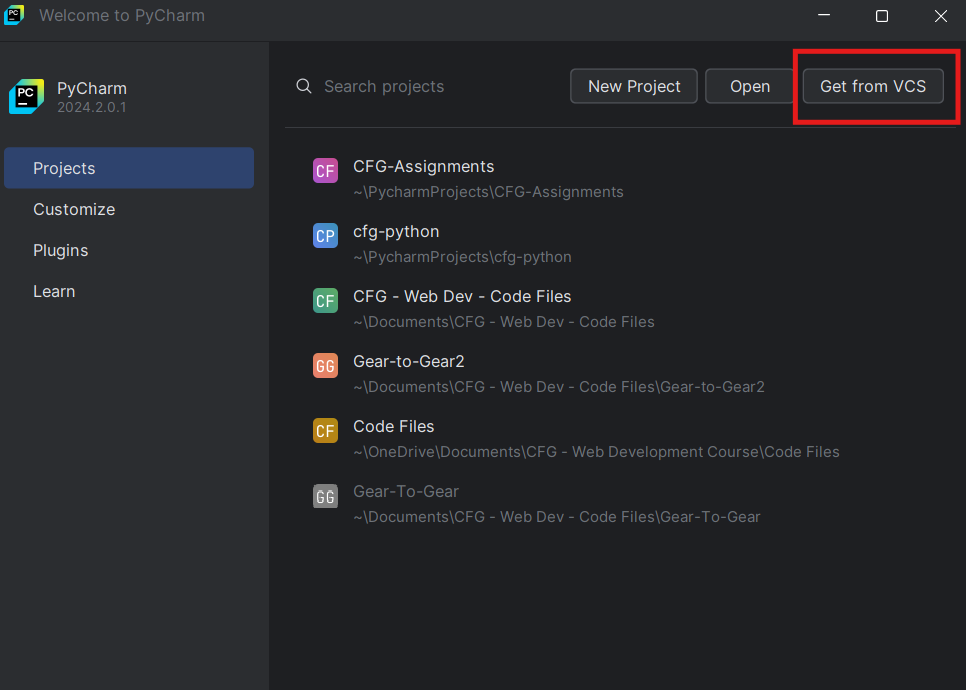 PC Welcome to PyCharm
PC PyCharm
2024.2.0.1
Projects
Customize
Plugins
Learn
Search projects New Project Open Get from VCS
CF CFG-Assignments
~\PycharmProjects\CFG-Assignments
CP cfg-python
~\PycharmProjects\cfg-python
CF CFG - Web Dev - Code Files
~\Documents\CFG - Web Dev - Code Files
GG Gear-to-Gear2
~\Documents\CFG - Web Dev - Code Files\Gear-to-Gear2
CF Code Files
~\OneDrive\Documents\CFG - Web Development Course\Code Files
GG Gear-To-Gear
~\Documents\CFG - Web Dev - Code Files\Gear-To-Gear